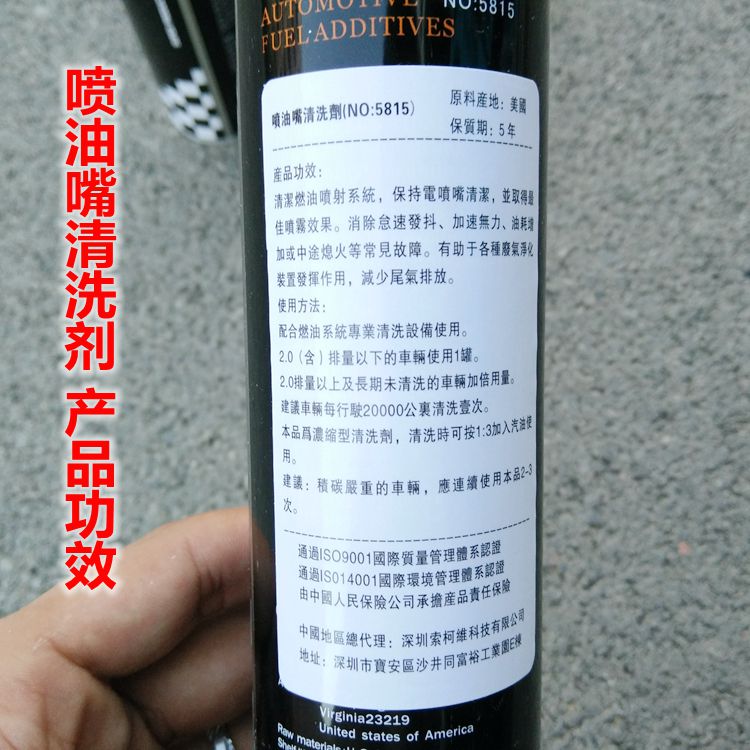 AUTOMOTIVE NO:5815
FUEL ADDITIVES
喷油嘴清洗剂 产品功效
噴油嘴清洗劑(NO:5815)
原料産地：美國
保質期：5年
産品功效：
清潔燃油噴射系統，保持電噴嘴清潔，並取得最
佳噴霧效果。消除怠速發抖、加速無力、油耗增
加或中途熄火等常見故障。有助于各種廢氣淨化
裝置發揮作用，減少尾氣排放。
使用方法：
配合燃油系統專業清洗設備使用。
2.0（含）排量以下的車輛使用1罐。
2.0排量以上及長期未清洗的車輛加倍用量。
建議車輛每行駛20000公裏清洗壹次。
本品爲濃縮型清洗劑，清洗時可按1:3加入汽油使
用。
建議：積碳嚴重的車輛，應連續使用本品2-3
次。
通過ISO9001國際質量管理體系認證
通過ISO14001國際環境管理體系認證
由中國人民保險公司承擔産品責任保險
中國地區總代理：深圳索柯維科技有限公司
地址：深圳市寶安區沙井同富裕工業園E棟
Virginia23219
United states of America
Raw materials: